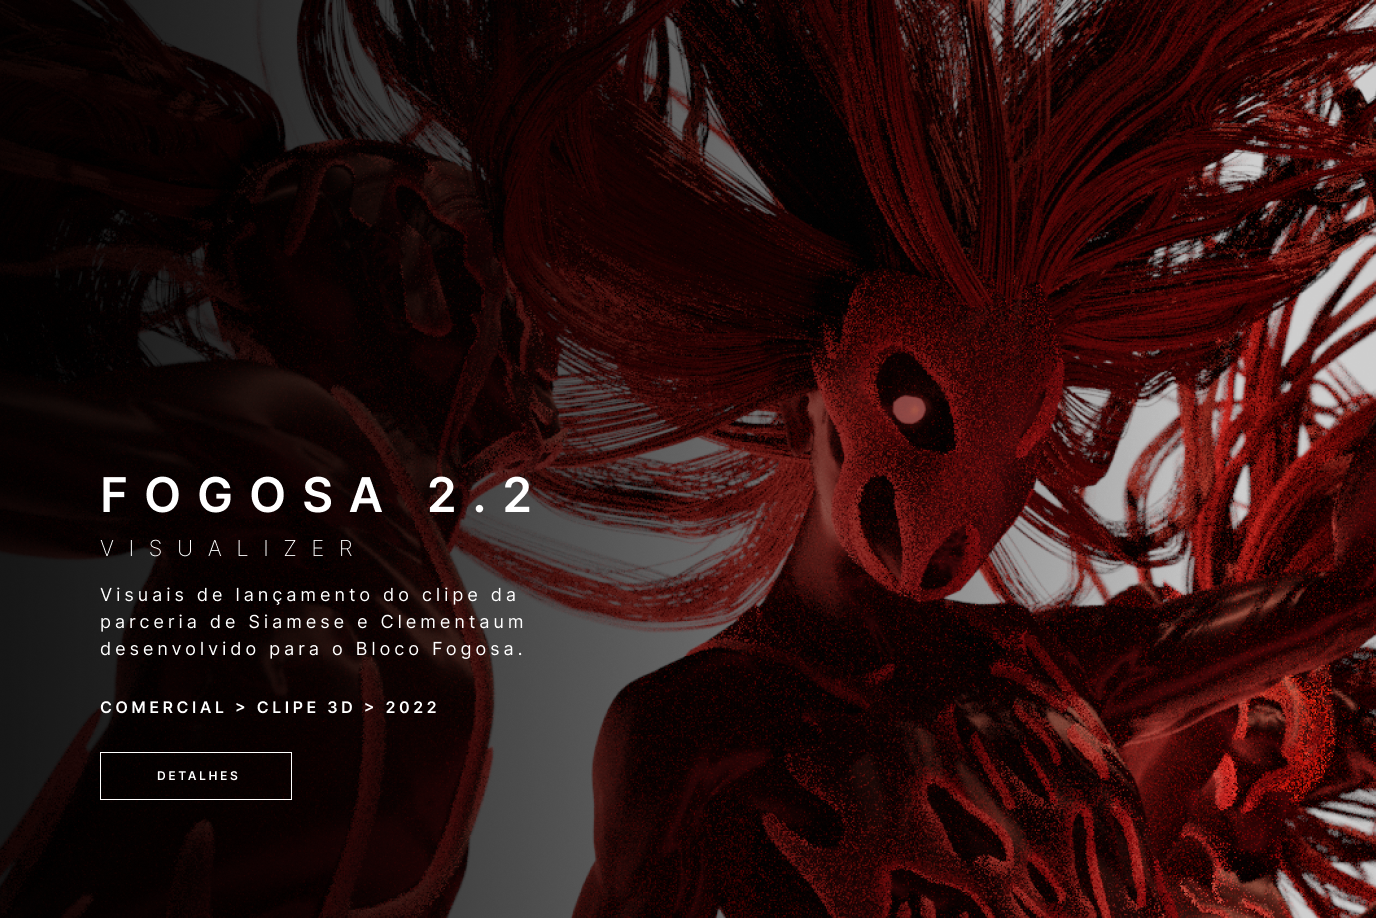 FOGOSA 2.2
VISUALIZER
Visuais de lançamento do clipe da
parceria de Siamese e Clementaum
desenvolvido para o Bloco Fogosa.
COMERCIAL > CLIPE 3D > 2022
DETALHES